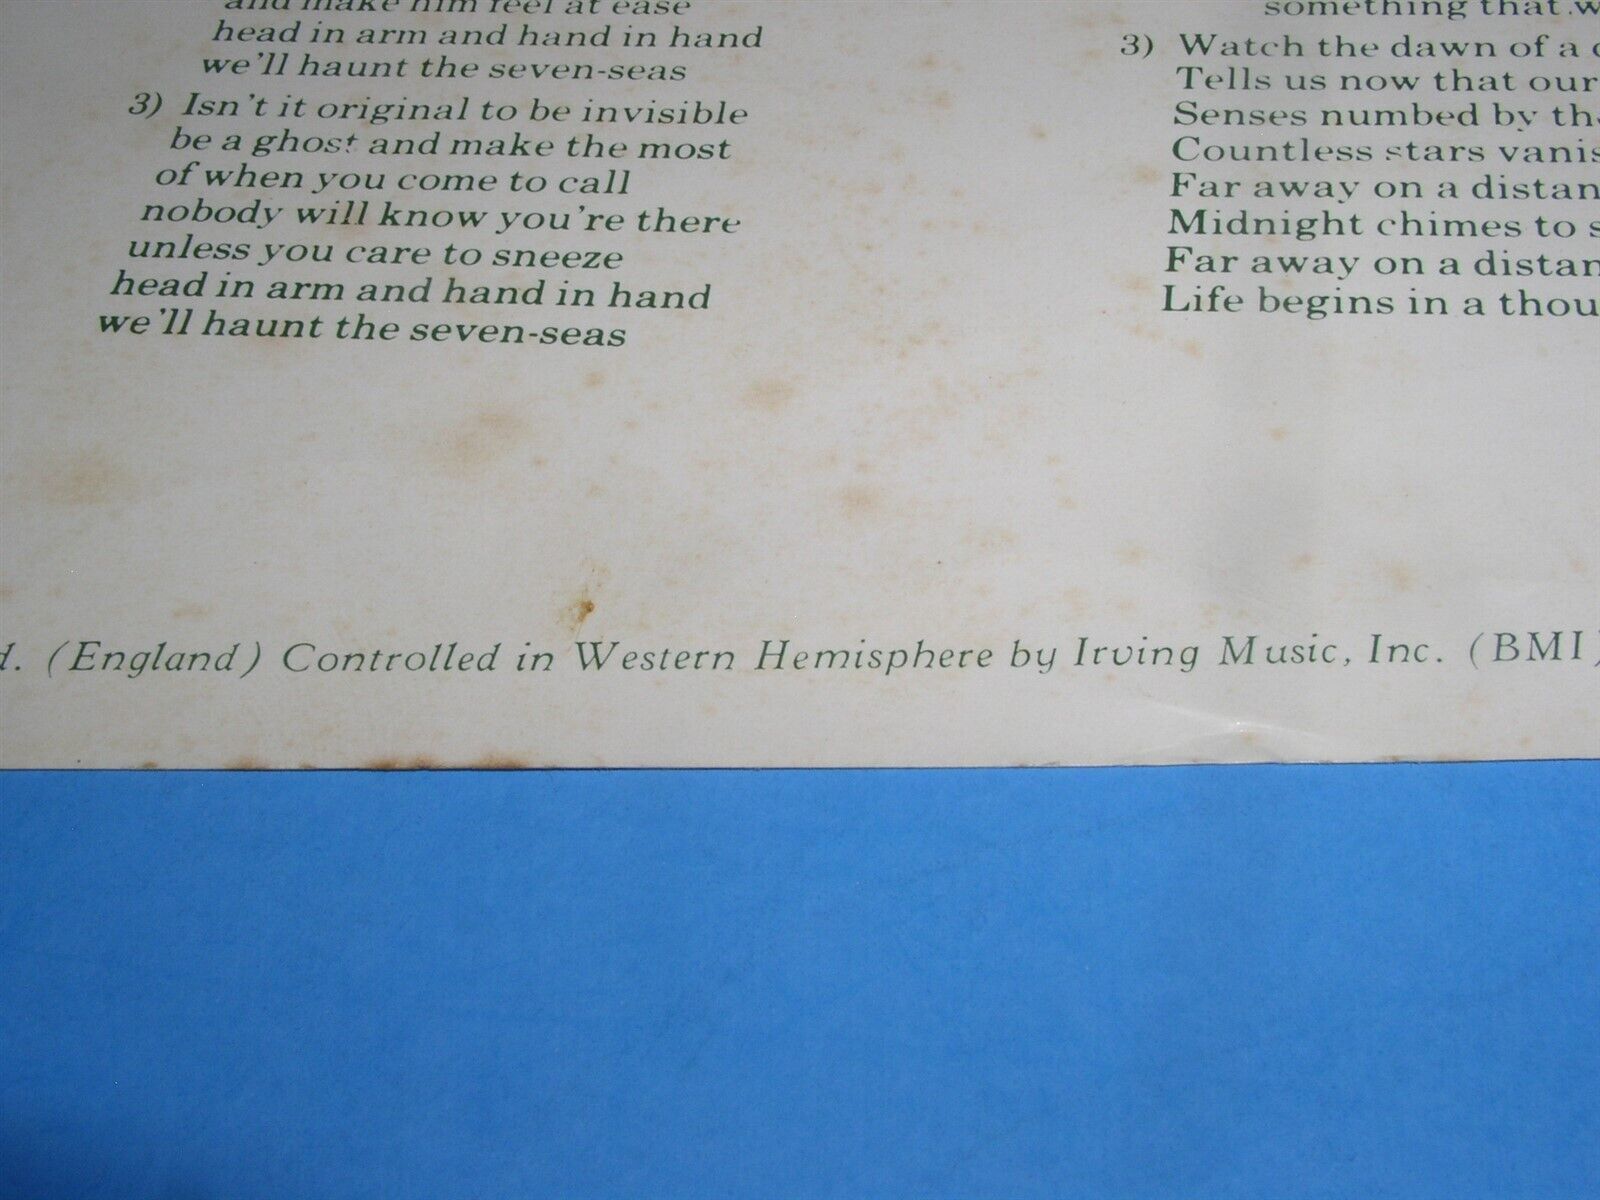 and make him feel at ease
head in arm and hand in hand
we'll haunt the seven-seas
3) Isn't it original to be invisible
be a ghost and make the most
of when you come to call
nobody will know you're there
unless you care to sneeze
head in arm and hand in hand
we'll haunt the seven-seas
something that
3) Watch the dawn of a
Tells us now that our
Senses numbed by
Countless stars
Far away on a
Midnight chimes to
Far away on a
Life begins in a
(England) Controlled in Western Hemisphere by Irving Music, Inc. (BMI)